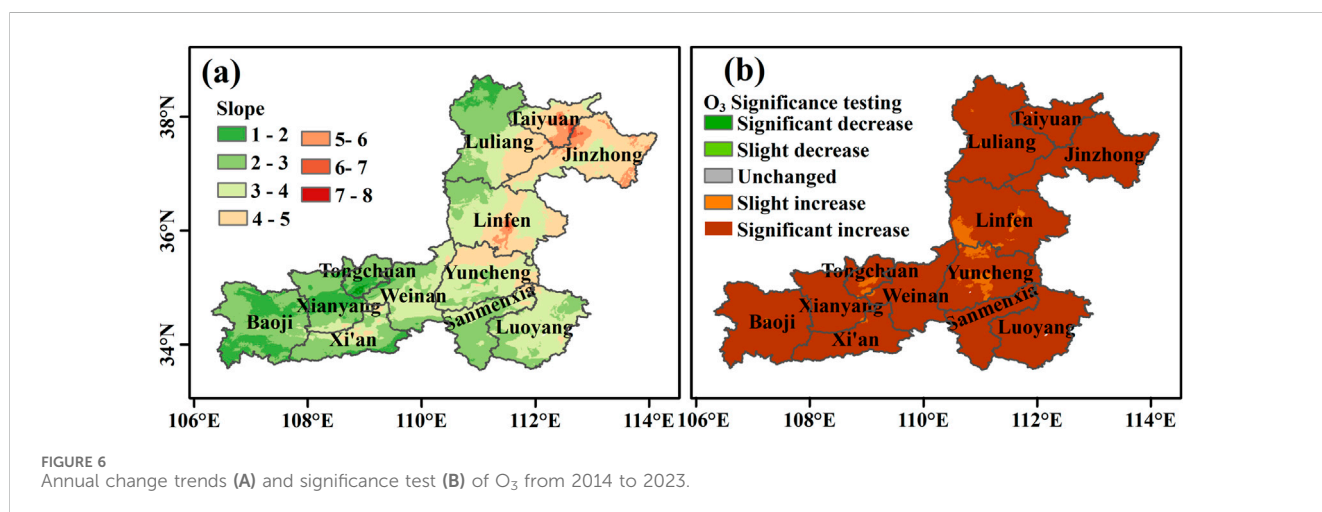 (a)
Slope
1 - 2
2 - 3
3 - 4
4 - 5
5- 6
6- 7
7 - 8
38°N
36°N
34°N
Taiyuan
Luliang
Jinzhong
Linfen
Tongchuan
Yuncheng
Xianyang
Weinan
Sanmenxia
Baoji
Luoyang
Xi'an
106°E 108°E 110°E 112°E 114°E
(b)
O₃ Significance testing
Significant decrease
Slight decrease
Unchanged
Slight increase
Significant increase
Taiyuan
Luliang
Jinzhong
Linfen
Tongchuan
Yuncheng
Xianyang
Weinan
Sanmenxia
Baoji
Luoyang
Xi'an
106°E 108°E 110°E 112°E 114°E
FIGURE 6
Annual change trends (A) and significance test (B) of O₃ from 2014 to 2023.